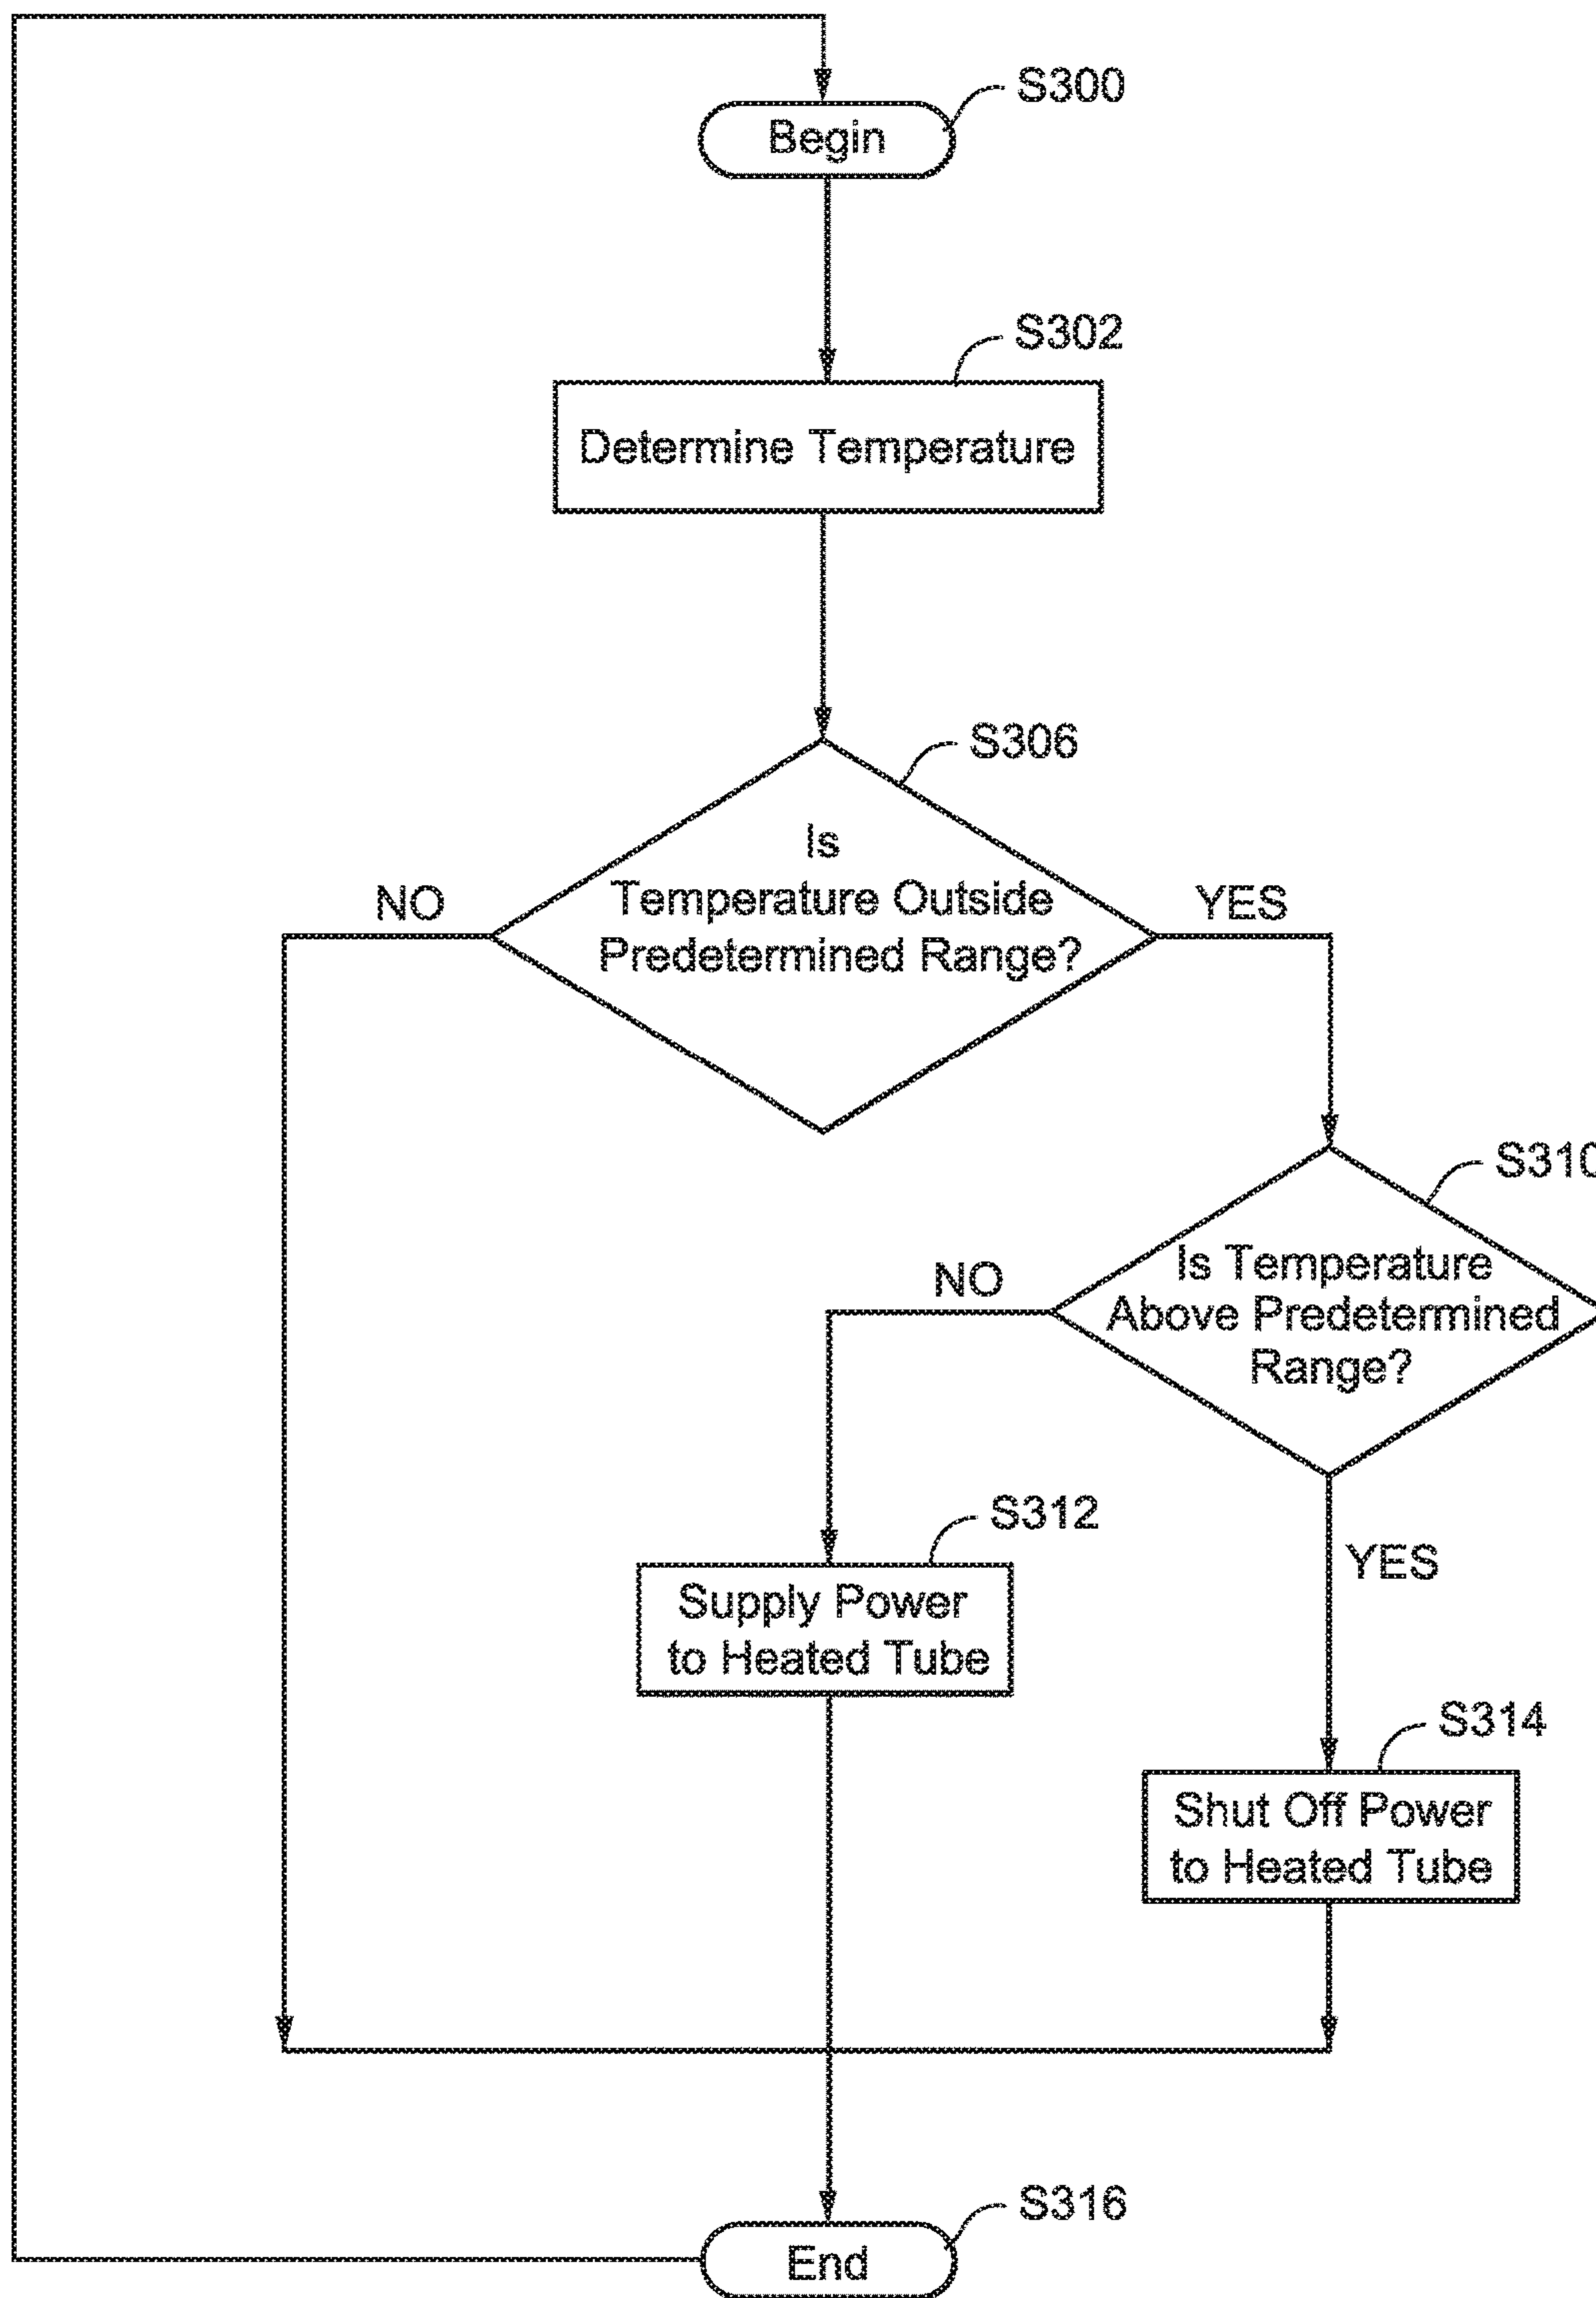 S300
Begin
S302
Determine Temperature
S306
Is
Temperature Outside
Predetermined Range?
NO
YES
S310
Is Temperature
Above Predetermined
Range?
NO
YES
S312
Supply Power
to Heated Tube
S314
Shut Off Power
to Heated Tube
S316
End